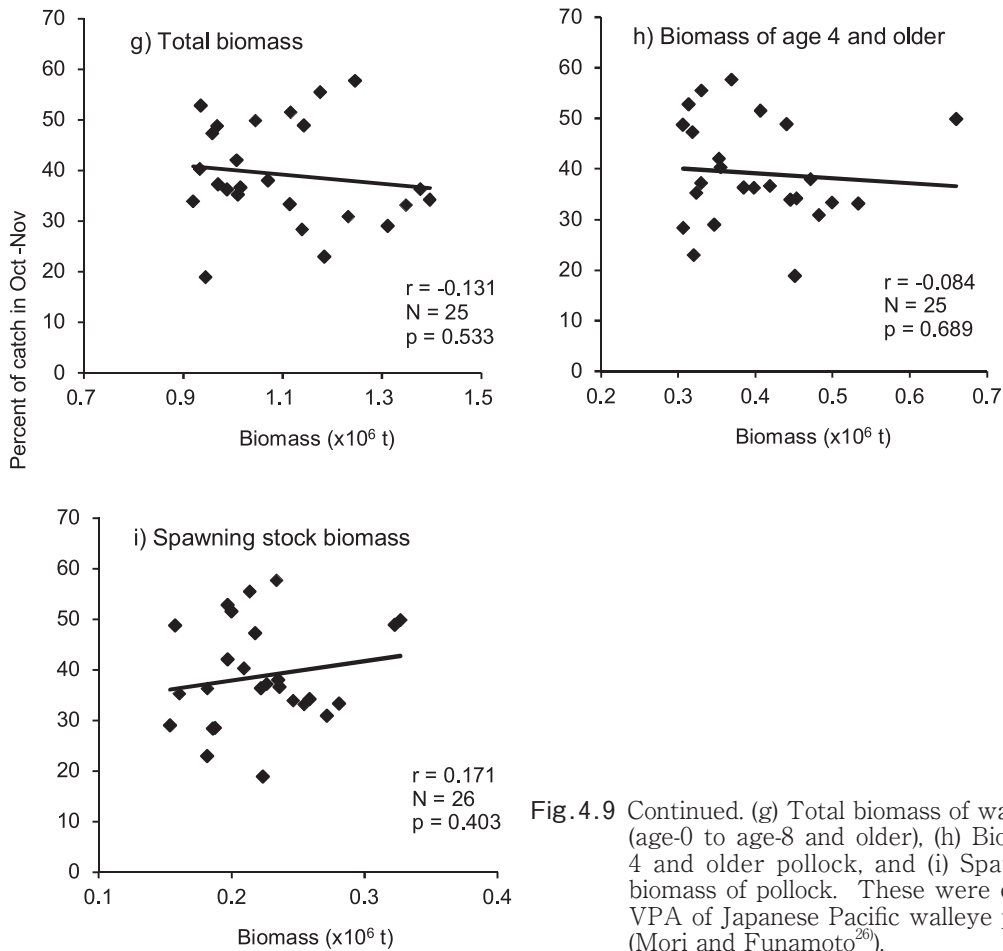 g) Total biomass
70
60
50
40
30
20
10
0
r = -0.131
N = 25
p = 0.533
0.7 0.9 1.1 1.3 1.5
Biomass (x10⁶ t)
Percent of catch in Oct -Nov
h) Biomass of age 4 and older
70
60
50
40
30
20
10
0
r = -0.084
N = 25
p = 0.689
0.2 0.3 0.4 0.5 0.6 0.7
Biomass (x10⁶ t)
i) Spawning stock biomass
70
60
50
40
30
20
10
0
r = 0.171
N = 26
p = 0.403
0.1 0.2 0.3 0.4
Biomass (x10⁶ t)
Fig.4.9 Continued. (g) Total biomass of
(age-0 to age-8 and older), (h)
4 and older pollock, and (i)
biomass of pollock. These were
VPA of Japanese Pacific walleye
(Mori and Funamoto²⁶⁾).